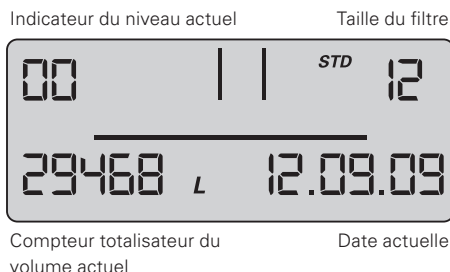 Indicateur du niveau actuel Taille du filtre
00 STD 12
29468 L 12.09.09
Compteur totalisateur du Date actuelle
volume actuel